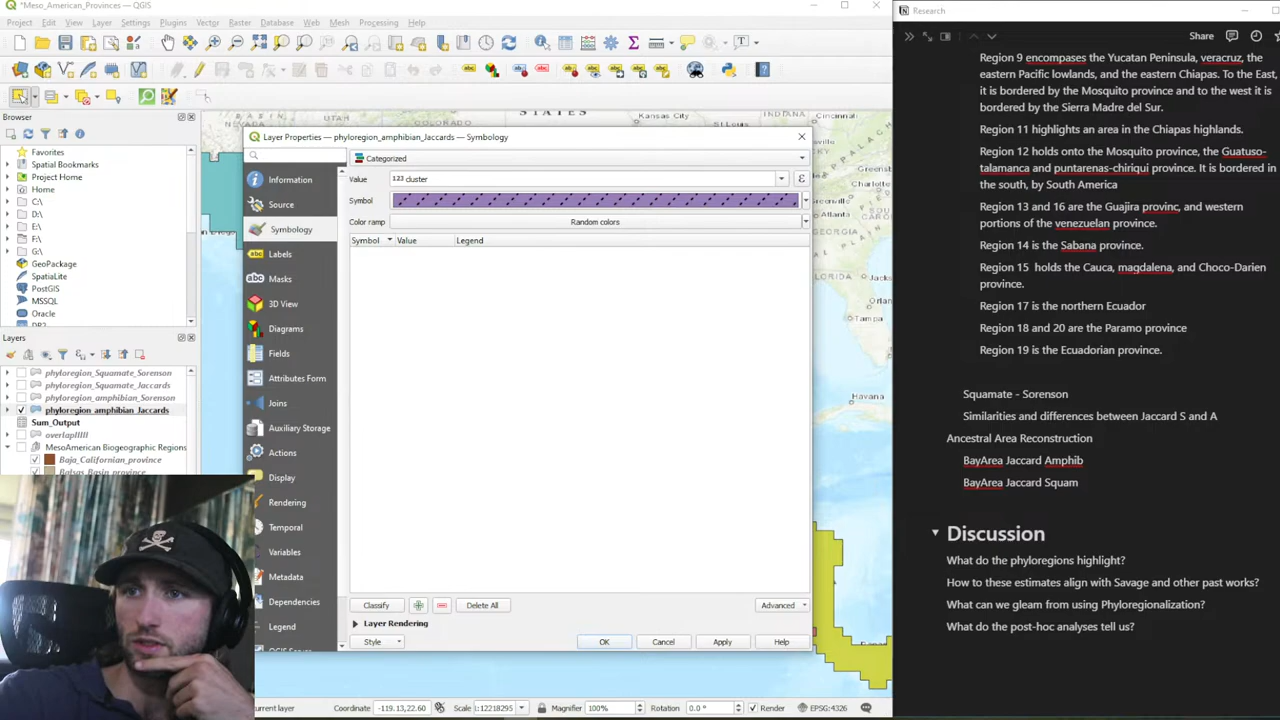 *Meso_American_Provinces — QGIS
Project Edit View Layer Settings Plugins Vector Raster Database Web Mesh Processing Help
Browser
Favorites
Spatial Bookmarks
Project Home
Home
C:\
D:\
E:\
F:\
G:\
GeoPackage
SpatiaLite
PostGIS
MSSQL
Oracle
DB2
Layers
phyloregion_Squamate_Sorenson
phyloregion_Squamate_Jaccards
phyloregion_amphibian_Sorenson
phyloregion_amphibian_Jaccards
Sum_Output
overlapIIIII
MesoAmerican Biogeographic Regions
Baja_Californian_province
Balsas_Basin_province
STATES
Kansas City
Havana
Layer Properties — phyloregion_amphibian_Jaccards — Symbology
Information
Source
Symbology
Labels
Masks
3D View
Diagrams
Fields
Attributes Form
Joins
Auxiliary Storage
Actions
Display
Rendering
Temporal
Variables
Metadata
Dependencies
Legend
QGIS Server
Categorized
Value 123 cluster
Symbol
Color ramp Random colors
Symbol Value Legend
Classify Delete All Advanced
Layer Rendering
Style OK Cancel Apply Help
current layer Coordinate -119.13,22.60 Scale 1:12218295 Magnifier 100% Rotation 0.0 ° Render EPSG:4326
Research
Share
Region 9 encompases the Yucatan Peninsula, veracruz, the
eastern Pacific lowlands, and the eastern Chiapas. To the East,
it is bordered by the Mosquito province and to the west it is
bordered by the Sierra Madre del Sur.
Region 11 highlights an area in the Chiapas highlands.
Region 12 holds onto the Mosquito province, the Guatuso-
talamanca and puntarenas-chiriqui province. It is bordered in
the south, by South America
Region 13 and 16 are the Guajira provinc, and western
portions of the venezuelan province.
Region 14 is the Sabana province.
Region 15 holds the Cauca, magdalena, and Choco-Darien
province.
Region 17 is the northern Ecuador
Region 18 and 20 are the Paramo province
Region 19 is the Ecuadorian province.
Squamate - Sorenson
Similarities and differences between Jaccard S and A
Ancestral Area Reconstruction
BayArea Jaccard Amphib
BayArea Jaccard Squam
Discussion
What do the phyloregions highlight?
How to these estimates align with Savage and other past works?
What can we gleam from using Phyloregionalization?
What do the post-hoc analyses tell us?